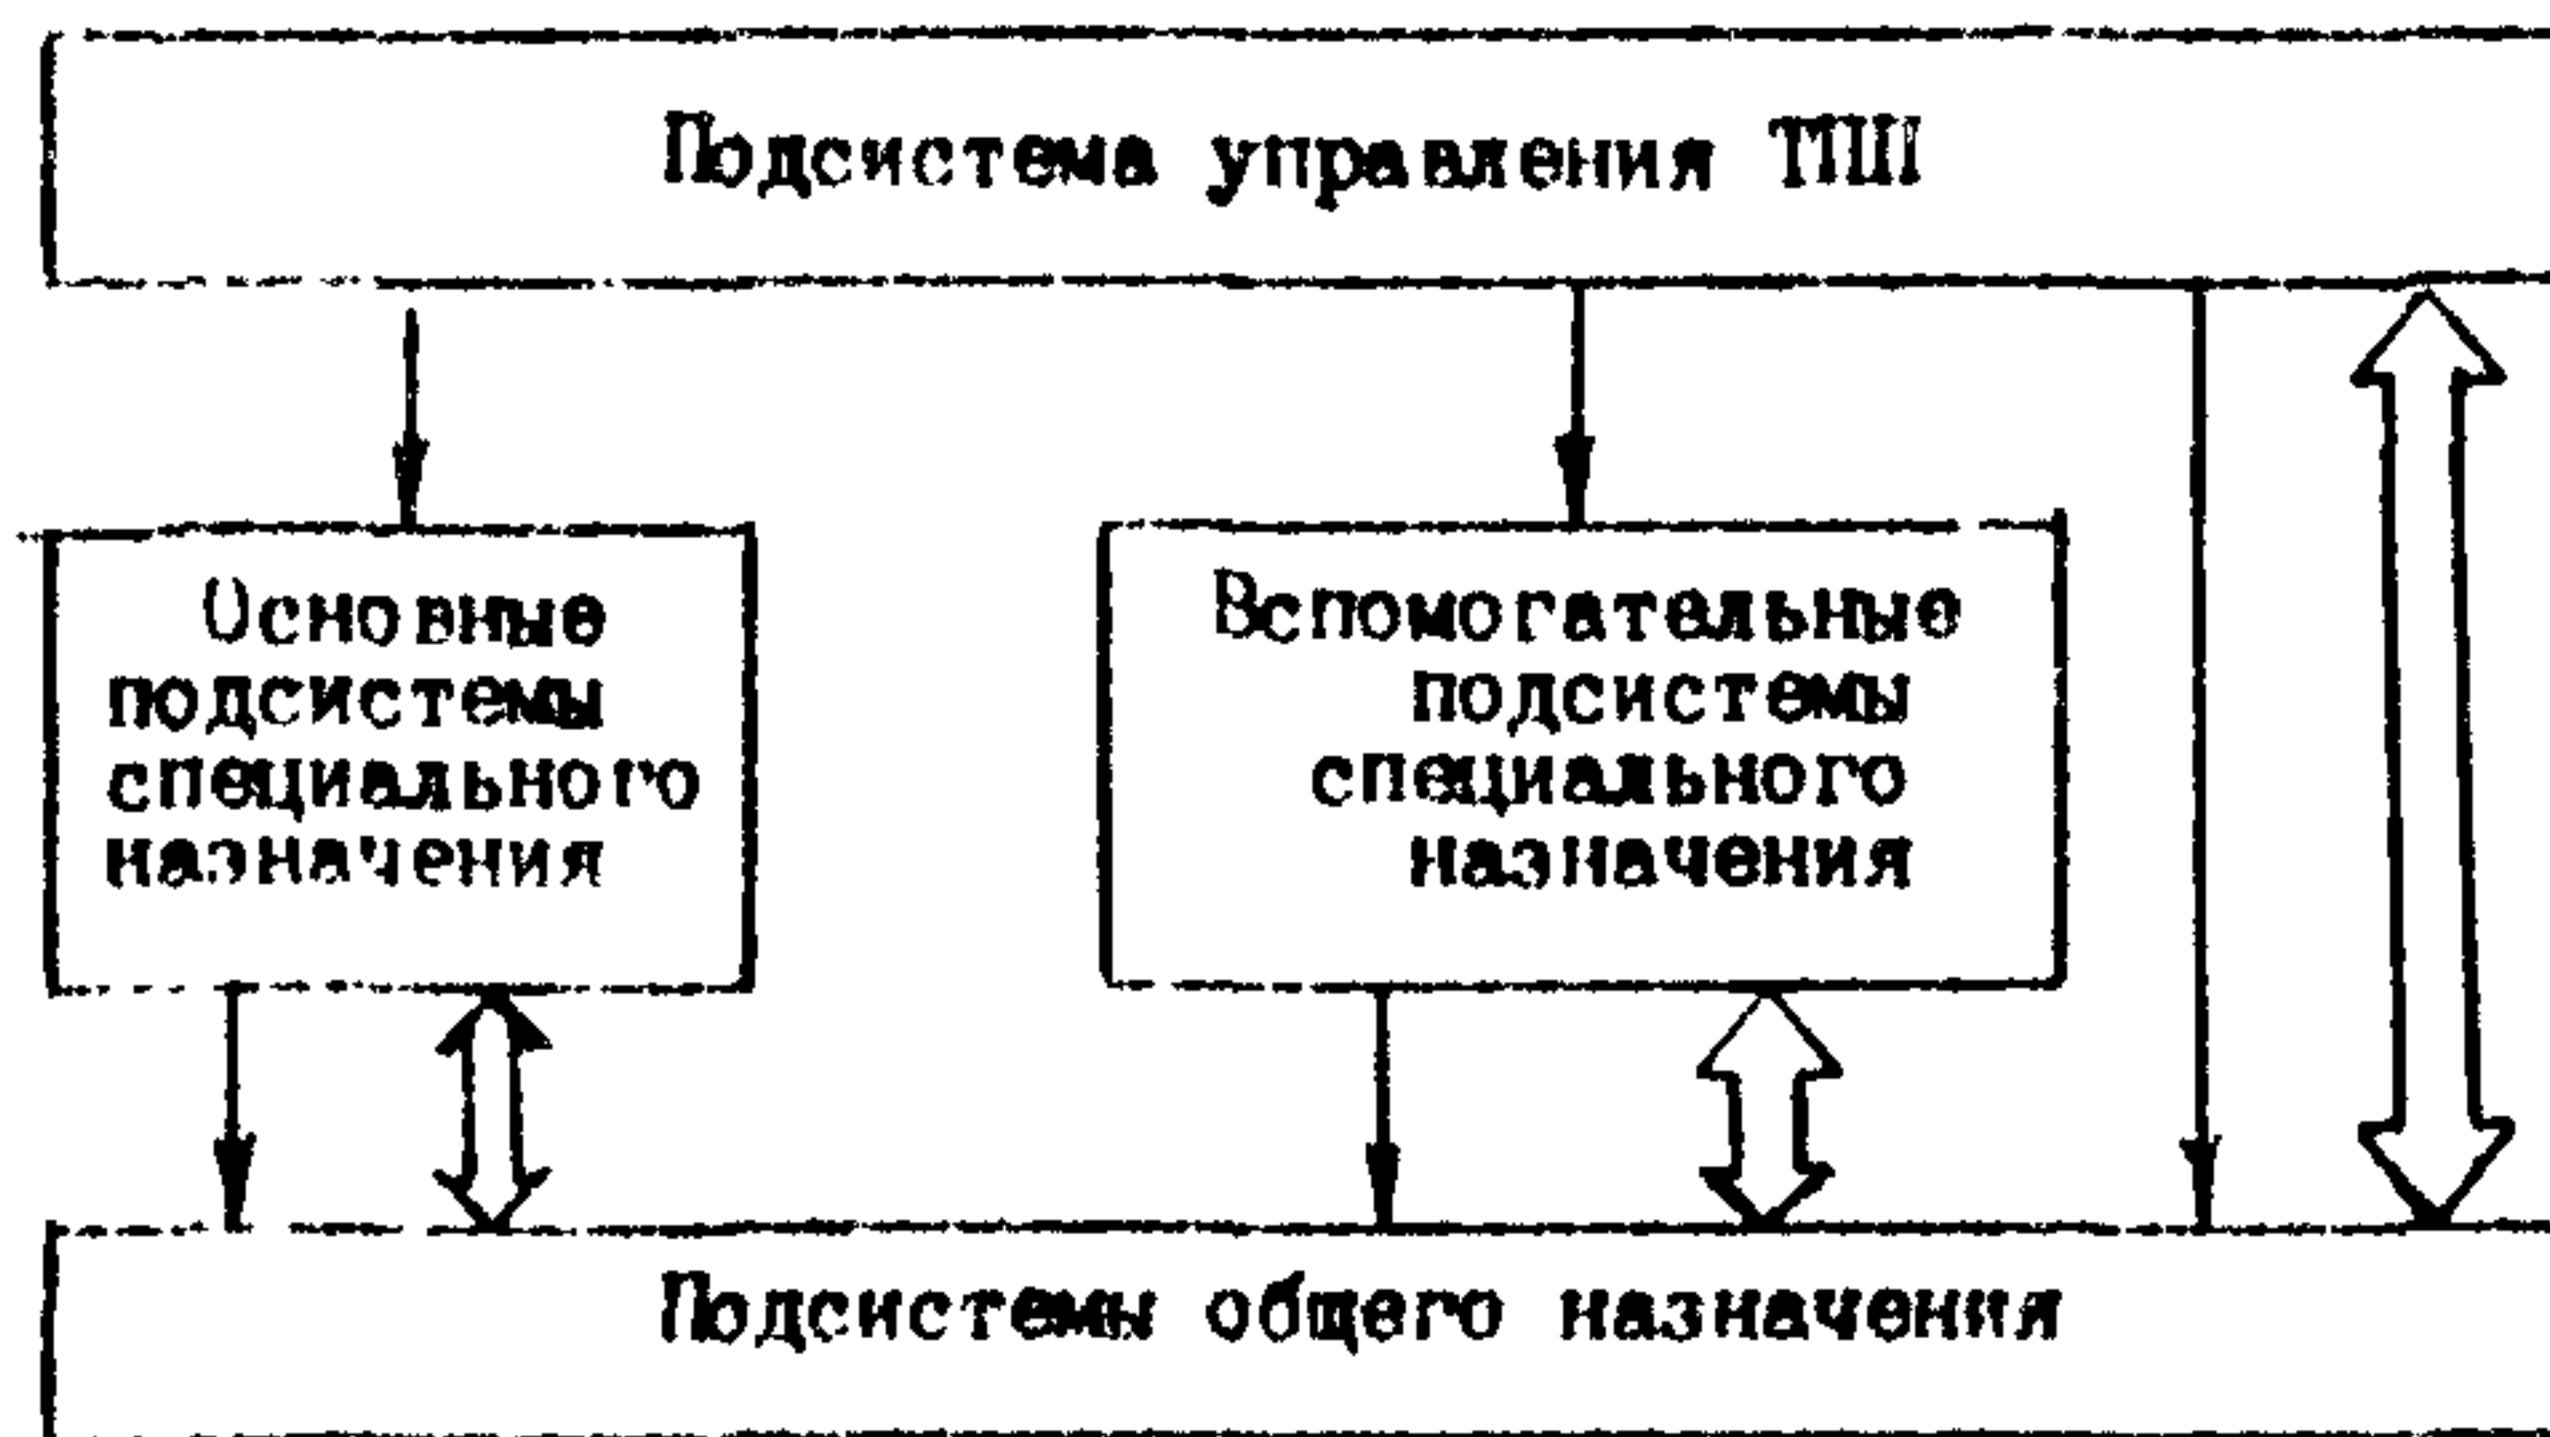 Подсистема управления ТПП
Основные
подсистемы
специального
назначения
Вспомогательные
подсистемы
специального
назначения
Подсистемы общего назначения